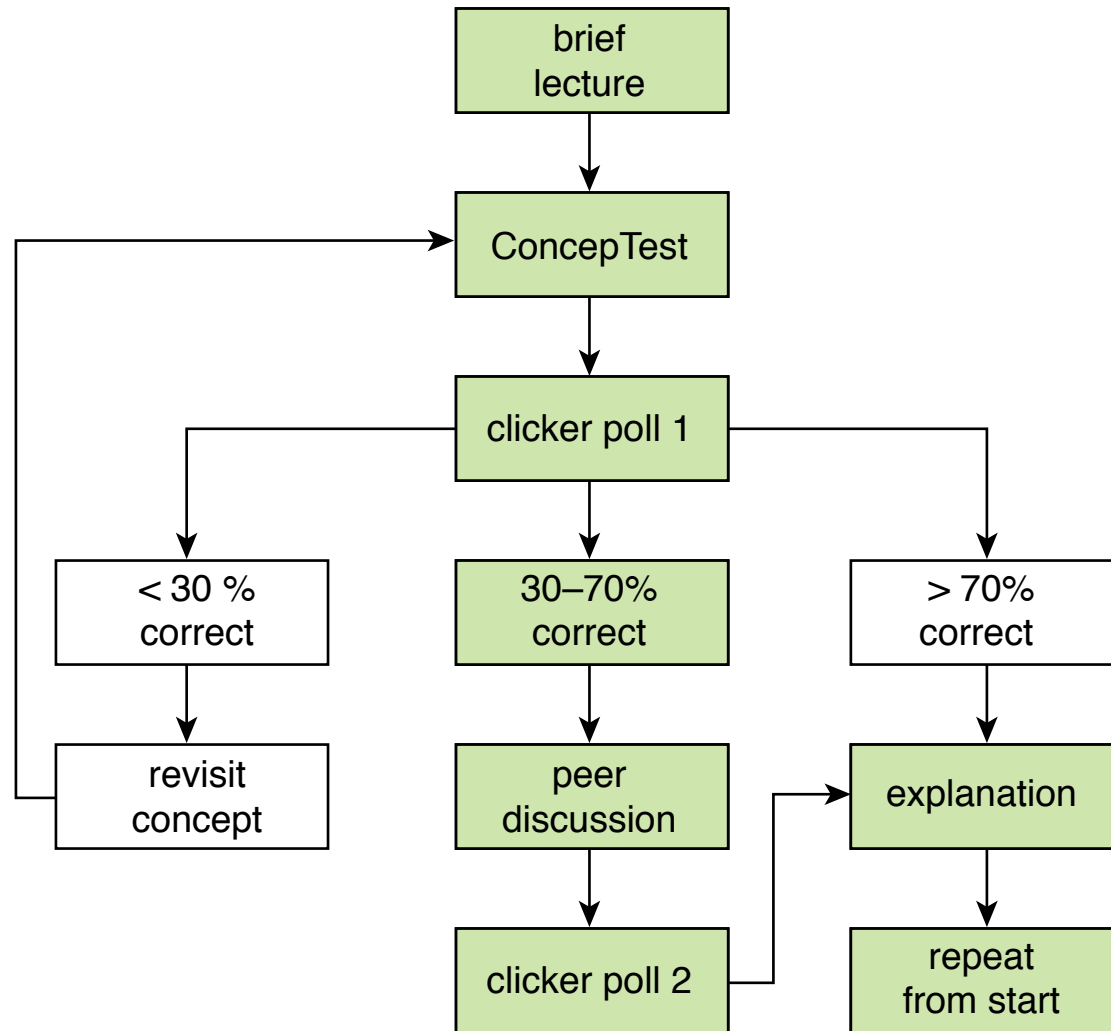 brief
lecture
ConcepTest
clicker poll 1
< 30 %
correct
30–70%
correct
> 70%
correct
revisit
concept
peer
discussion
explanation
clicker poll 2
repeat
from start